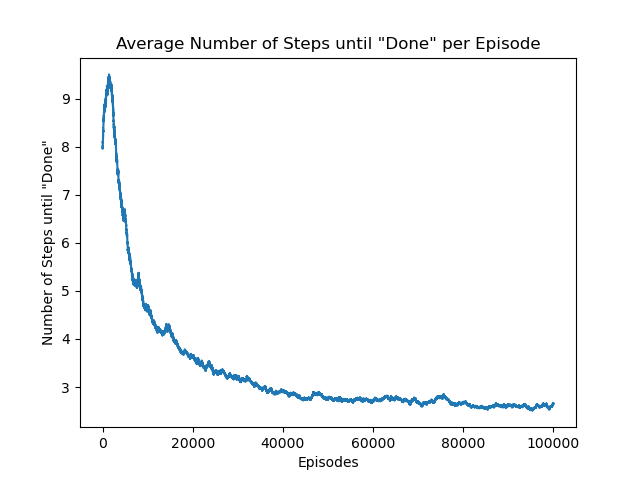 Average Number of Steps until "Done" per Episode
Number of Steps until "Done"
9
8
7
6
5
4
3
0 20000 40000 60000 80000 100000
Episodes